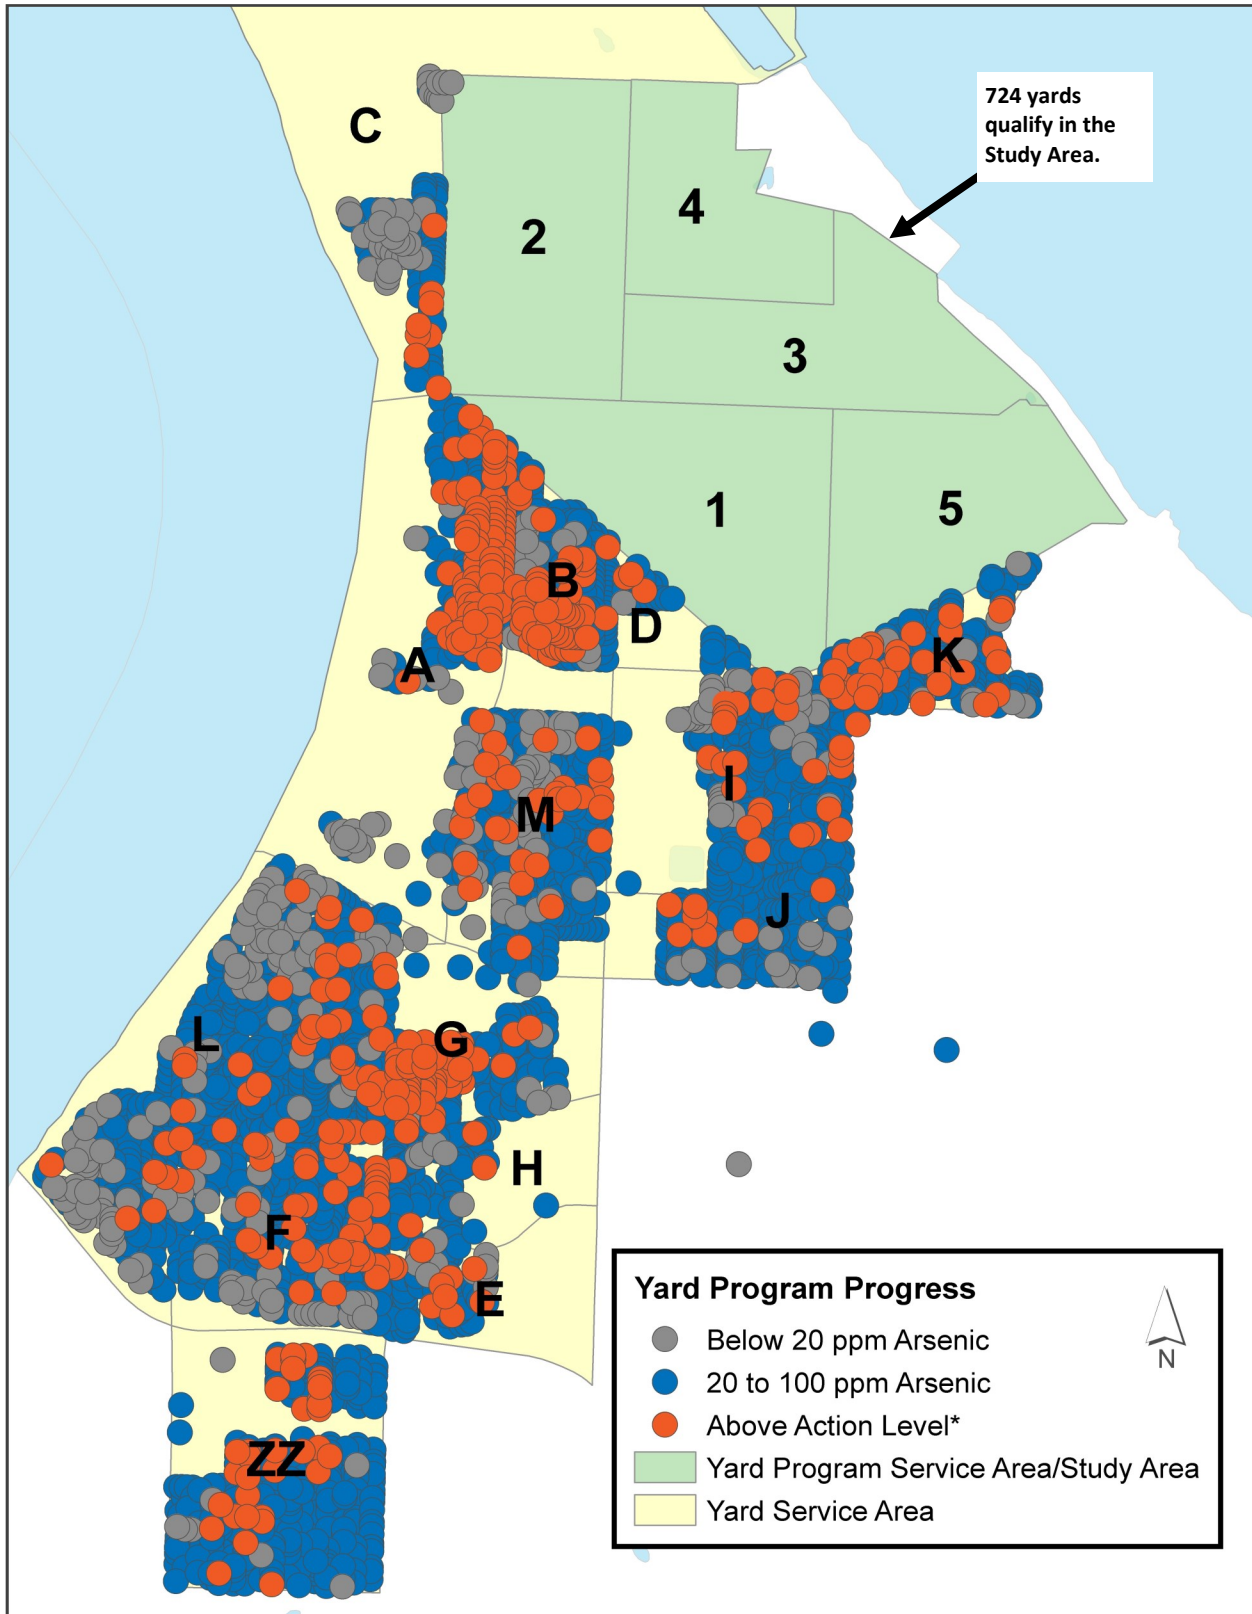 724 yards
qualify in the
Study Area.
C
2
4
3
1
5
B
D
A
K
I
M
J
L
G
H
F
E
ZZ
Yard Program Progress
Below 20 ppm Arsenic
20 to 100 ppm Arsenic
Above Action Level*
Yard Program Service Area/Study Area
Yard Service Area
N